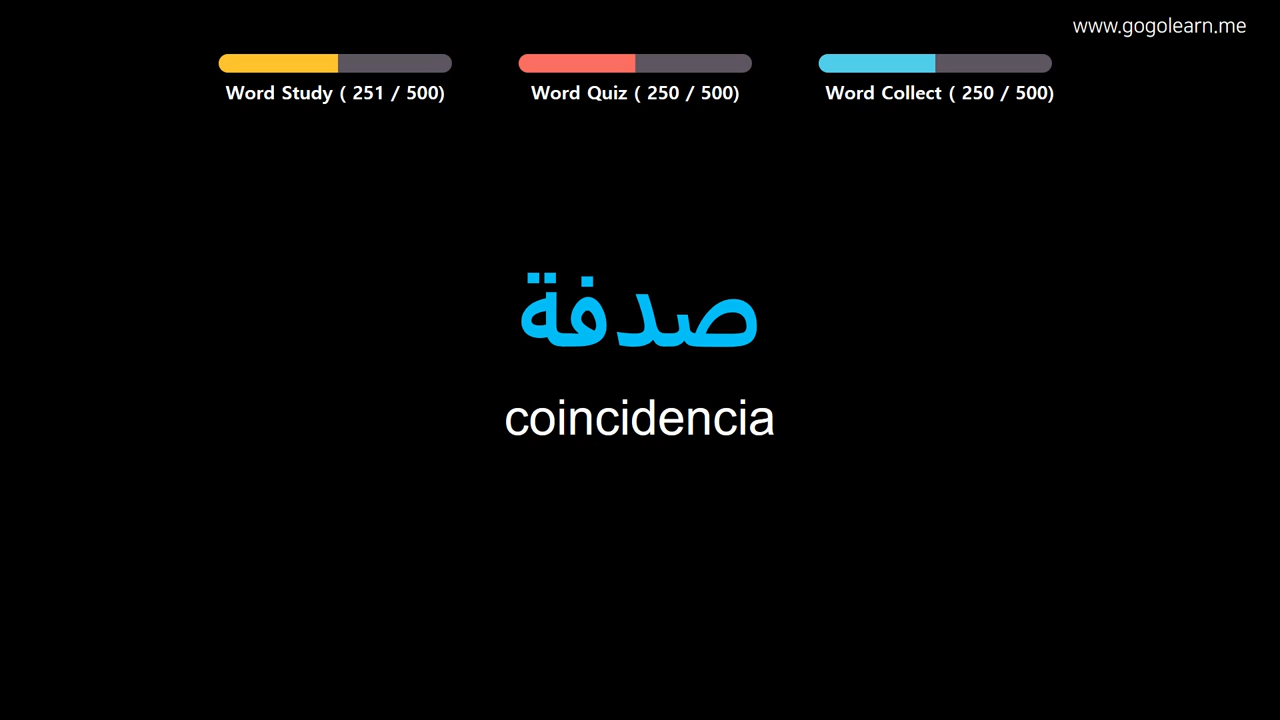 www.gogolearn.me
Word Study ( 251 / 500)
Word Quiz ( 250 / 500)
Word Collect ( 250 / 500)
صدفة
coincidencia